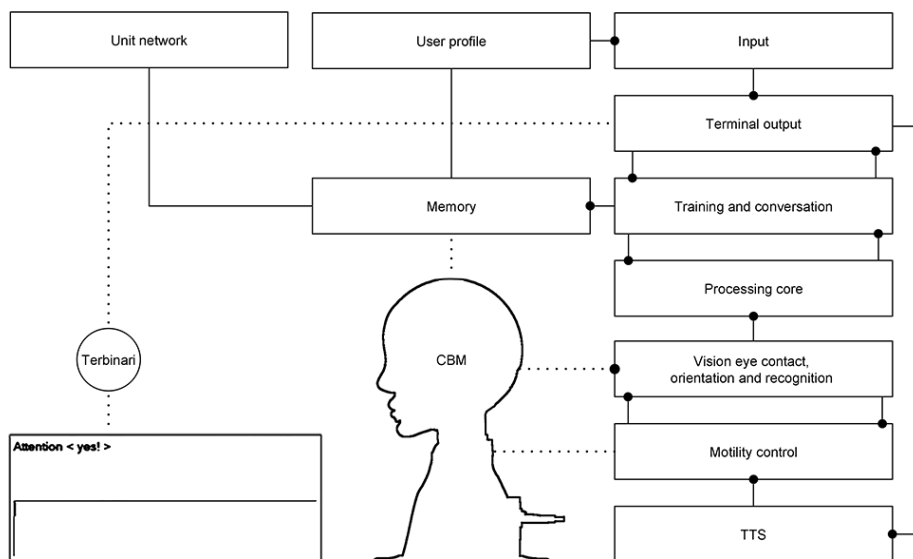 Unit network
User profile
Input
Terminal output
Memory
Training and conversation
Processing core
Terbinari
CBM
Vision eye contact,
orientation and recognition
Attention < yes! >
Motility control
TTS